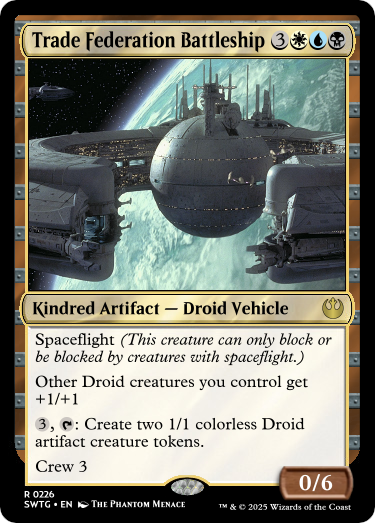 Trade Federation Battleship 3
Kindred Artifact — Droid Vehicle
Spaceflight (This creature can only block or
be blocked by creatures with spaceflight.)
Other Droid creatures you control get
+1/+1
3, : Create two 1/1 colorless Droid
artifact creature tokens.
Crew 3
0/6
R 0226
SWTG • EN THE PHANTOM MENACE
™ & © 2025 Wizards of the Coast